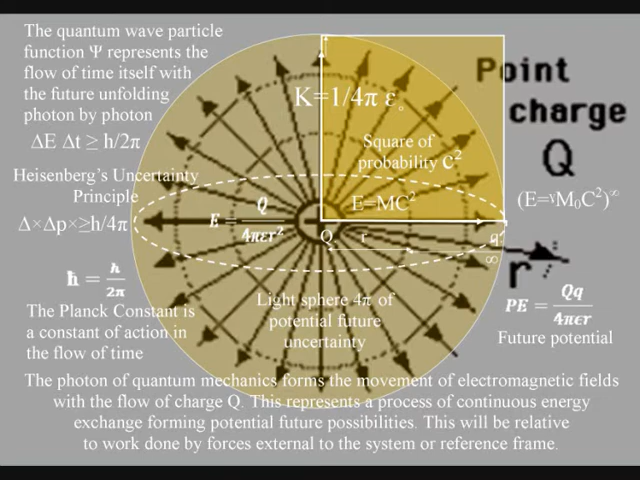 The quantum wave particle
function Ψ represents the
flow of time itself with
the future unfolding
photon by photon
ΔE Δt ≥ h/2π
Heisenberg's Uncertainty
Principle
Δ×Δp×≥h/4π
ħ = h/2π
The Planck Constant is
a constant of action in
the flow of time
K=1/4π ε。
Square of
probability C²
E=MC²
E = Q/4πεr²
Q r q
∞
Light sphere 4π of
potential future
uncertainty
Point
charge
Q
(E=γM₀C²)^∞
r
PE = Qq/4πϵr
Future potential
The photon of quantum mechanics forms the movement of electromagnetic fields
with the flow of charge Q. This represents a process of continuous energy
exchange forming potential future possibilities. This will be relative
to work done by forces external to the system or reference frame.